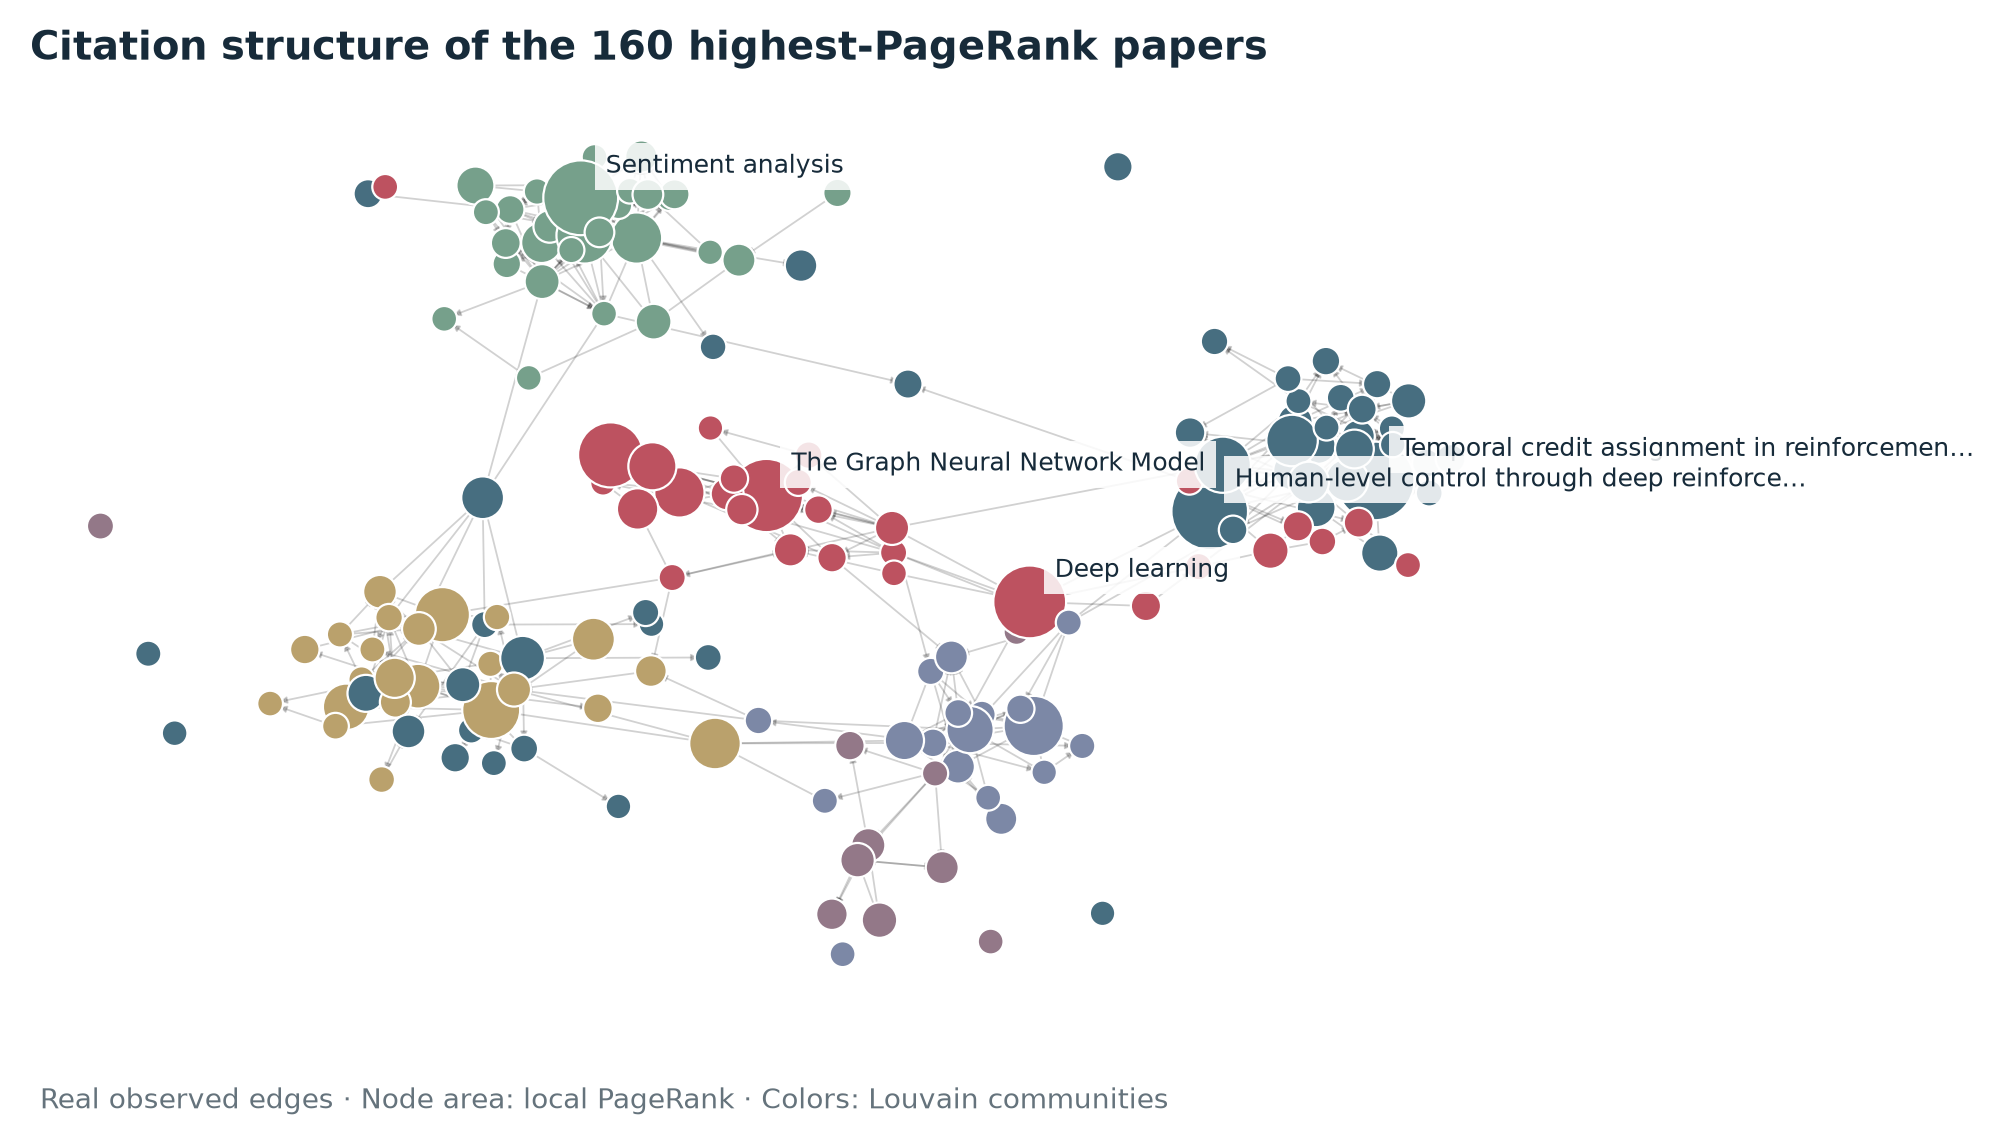 Citation structure of the 160 highest-PageRank papers
Sentiment analysis
Temporal credit assignment in reinforcemen…
The Graph Neural Network Model
Human-level control through deep reinforce…
Deep learning
Real observed edges · Node area: local PageRank · Colors: Louvain communities